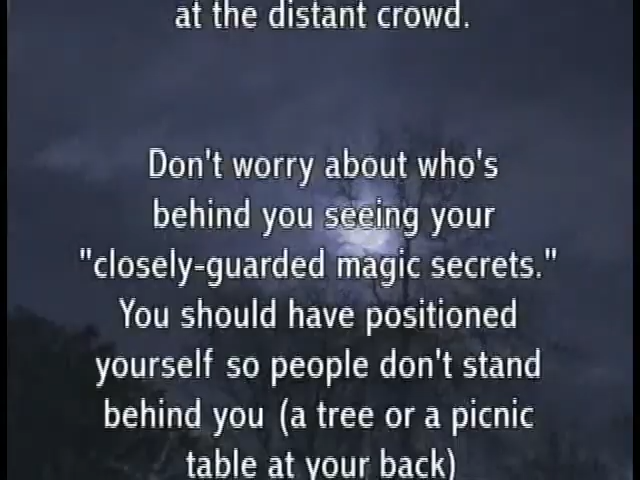 at the distant crowd.
Don't worry about who's
behind you seeing your
"closely-guarded magic secrets."
You should have positioned
yourself so people don't stand
behind you (a tree or a picnic
table at your back)